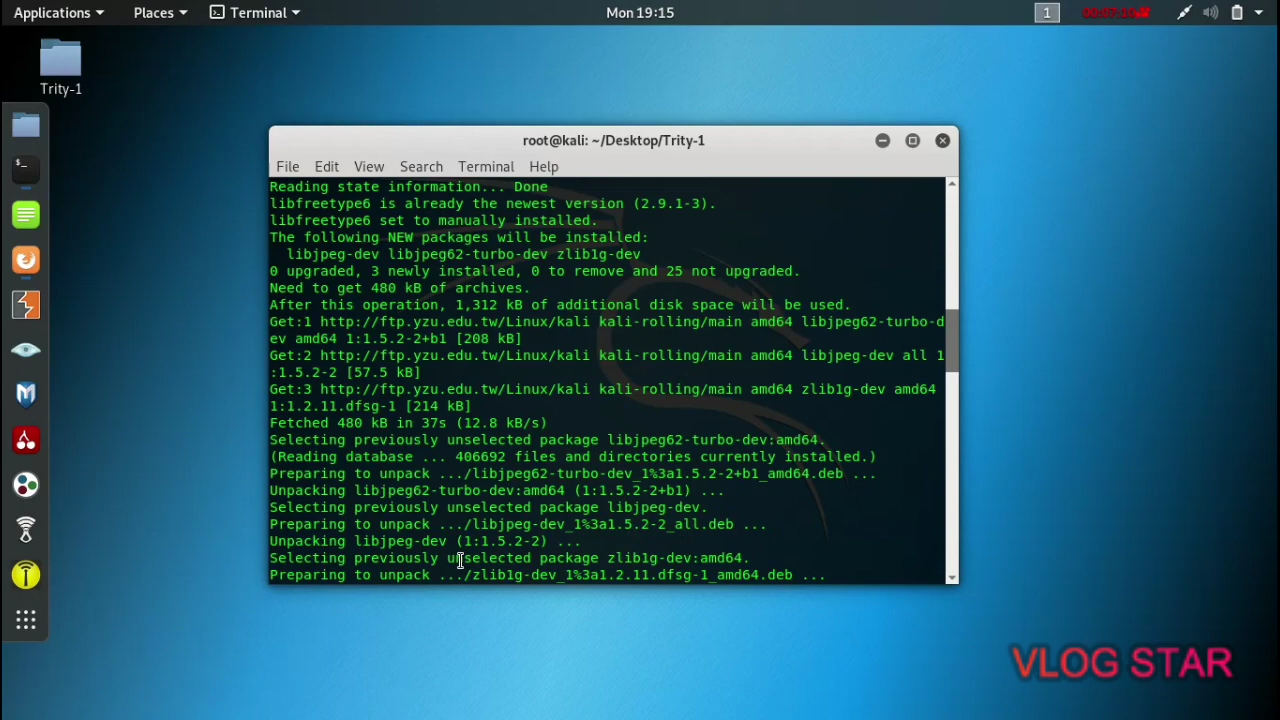 Applications Places Terminal Mon 19:15 1
Trity-1
root@kali: ~/Desktop/Trity-1
File Edit View Search Terminal Help
Reading state information... Done
libfreetype6 is already the newest version (2.9.1-3).
libfreetype6 set to manually installed.
The following NEW packages will be installed:
libjpeg-dev libjpeg62-turbo-dev zlib1g-dev
0 upgraded, 3 newly installed, 0 to remove and 25 not upgraded.
Need to get 480 kB of archives.
After this operation, 1,312 kB of additional disk space will be used.
Get:1 http://ftp.yzu.edu.tw/Linux/kali kali-rolling/main amd64 libjpeg62-turbo-d
ev amd64 1:1.5.2-2+b1 [208 kB]
Get:2 http://ftp.yzu.edu.tw/Linux/kali kali-rolling/main amd64 libjpeg-dev all 1
:1.5.2-2 [57.5 kB]
Get:3 http://ftp.yzu.edu.tw/Linux/kali kali-rolling/main amd64 zlib1g-dev amd64
1:1.2.11.dfsg-1 [214 kB]
Fetched 480 kB in 37s (12.8 kB/s)
Selecting previously unselected package libjpeg62-turbo-dev:amd64.
(Reading database ... 406692 files and directories currently installed.)
Preparing to unpack .../libjpeg62-turbo-dev_1%3a1.5.2-2+b1_amd64.deb ...
Unpacking libjpeg62-turbo-dev:amd64 (1:1.5.2-2+b1) ...
Selecting previously unselected package libjpeg-dev.
Preparing to unpack .../libjpeg-dev_1%3a1.5.2-2_all.deb ...
Unpacking libjpeg-dev (1:1.5.2-2) ...
Selecting previously unselected package zlib1g-dev:amd64.
Preparing to unpack .../zlib1g-dev_1%3a1.2.11.dfsg-1_amd64.deb ...
VLOG STAR